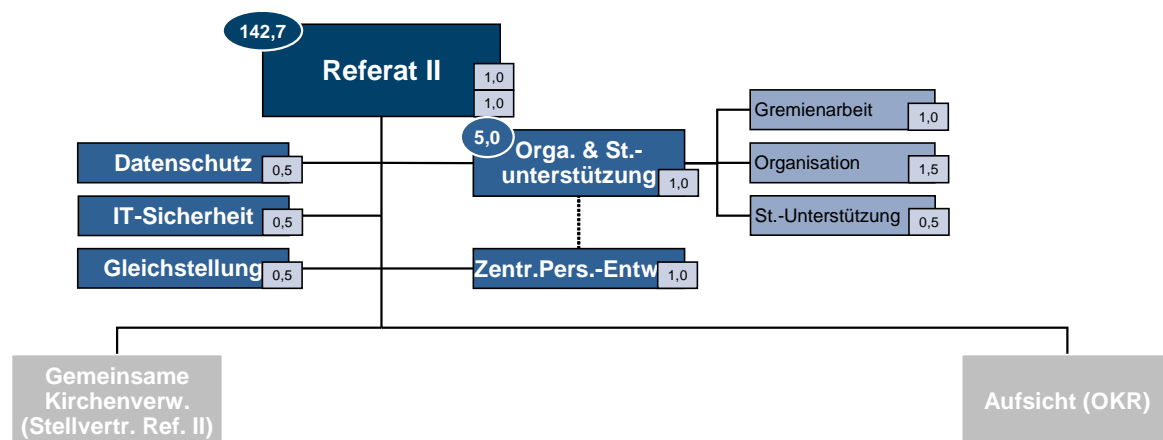 142,7
Referat II
1,0
1,0
5,0
Orga. & St.-
unterstützung
1,0
Gremienarbeit
1,0
Datenschutz
0,5
Organisation
1,5
IT-Sicherheit
0,5
St.-Unterstützung
0,5
Gleichstellung
0,5
Zentr.Pers.-Entw
1,0
Gemeinsame
Kirchenverw.
(Stellvertr. Ref. II)
Aufsicht (OKR)